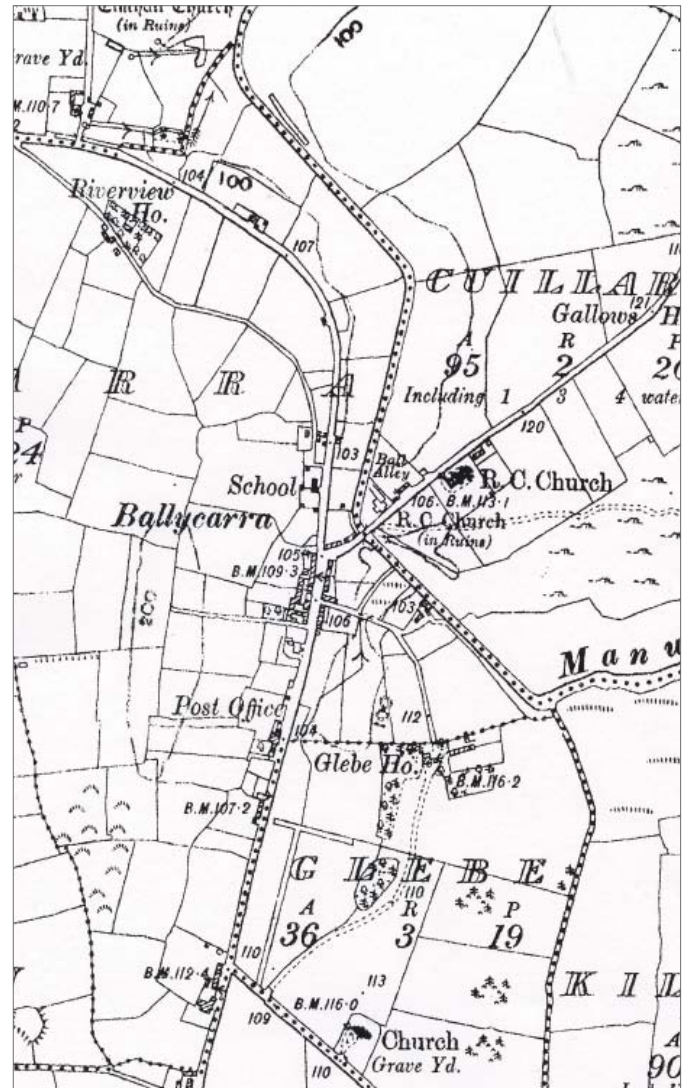 Church
(in Ruins)
Grave Yd.
B.M.110·7
100
104
100
Riverview
Ho.
107
CUILLAR
121
Gallows H
A R P
95 2 20
Including 1 3 4 water
120
A R R A
P
24
103
Ball
Alley
R.C. Church
School
106
B.M.113·1
R.C. Church
(in Ruins)
Ballycarra
105
B.M.109·3
103
106
200
Manu
Post Office
112
104
Glebe Ho.
B.M.116·2
B.M.107·2
GLEBE
110
A R P
36 3 19
110
B.M.112·4
113
KIL
B.M.116·0
109
Church
Grave Yd.
A
90
110